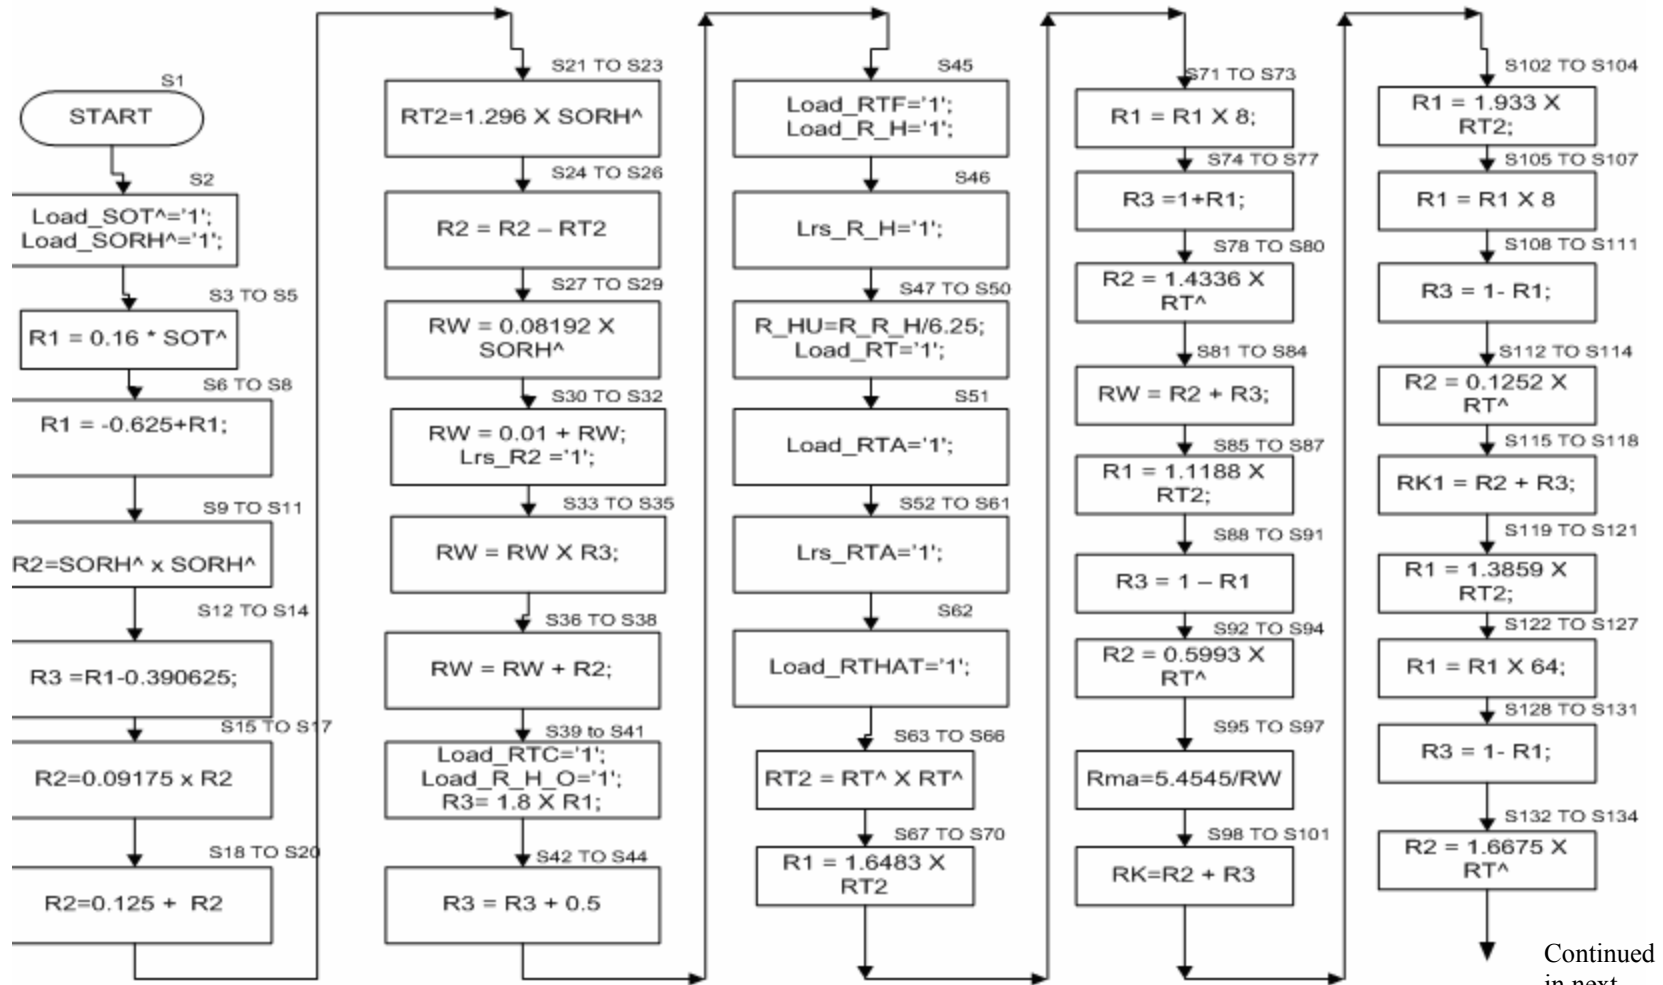 S1
START
S2
Load_SOT^='1';
Load_SORH^='1';
S3 TO S5
R1 = 0.16 * SOT^
S6 TO S8
R1 = -0.625+R1;
S9 TO S11
R2=SORH^ x SORH^
S12 TO S14
R3 =R1-0.390625;
S15 TO S17
R2=0.09175 x R2
S18 TO S20
R2=0.125 + R2
S21 TO S23
RT2=1.296 X SORH^
S24 TO S26
R2 = R2 – RT2
S27 TO S29
RW = 0.08192 X
SORH^
S30 TO S32
RW = 0.01 + RW;
Lrs_R2 ='1';
S33 TO S35
RW = RW X R3;
S36 TO S38
RW = RW + R2;
S39 to S41
Load_RTC='1';
Load_R_H_O='1';
R3= 1.8 X R1;
S42 TO S44
R3 = R3 + 0.5
S45
Load_RTF='1';
Load_R_H='1';
S46
Lrs_R_H='1';
S47 TO S50
R_HU=R_R_H/6.25;
Load_RT='1';
S51
Load_RTA='1';
S52 TO S61
Lrs_RTA='1';
S62
Load_RTHAT='1';
S63 TO S66
RT2 = RT^ X RT^
S67 TO S70
R1 = 1.6483 X
RT2
S71 TO S73
R1 = R1 X 8;
S74 TO S77
R3 =1+R1;
S78 TO S80
R2 = 1.4336 X
RT^
S81 TO S84
RW = R2 + R3;
S85 TO S87
R1 = 1.1188 X
RT2;
S88 TO S91
R3 = 1 – R1
S92 TO S94
R2 = 0.5993 X
RT^
S95 TO S97
Rma=5.4545/RW
S98 TO S101
RK=R2 + R3
S102 TO S104
R1 = 1.933 X
RT2;
S105 TO S107
R1 = R1 X 8
S108 TO S111
R3 = 1- R1;
S112 TO S114
R2 = 0.1252 X
RT^
S115 TO S118
RK1 = R2 + R3;
S119 TO S121
R1 = 1.3859 X
RT2;
S122 TO S127
R1 = R1 X 64;
S128 TO S131
R3 = 1- R1;
S132 TO S134
R2 = 1.6675 X
RT^
Continued
in next